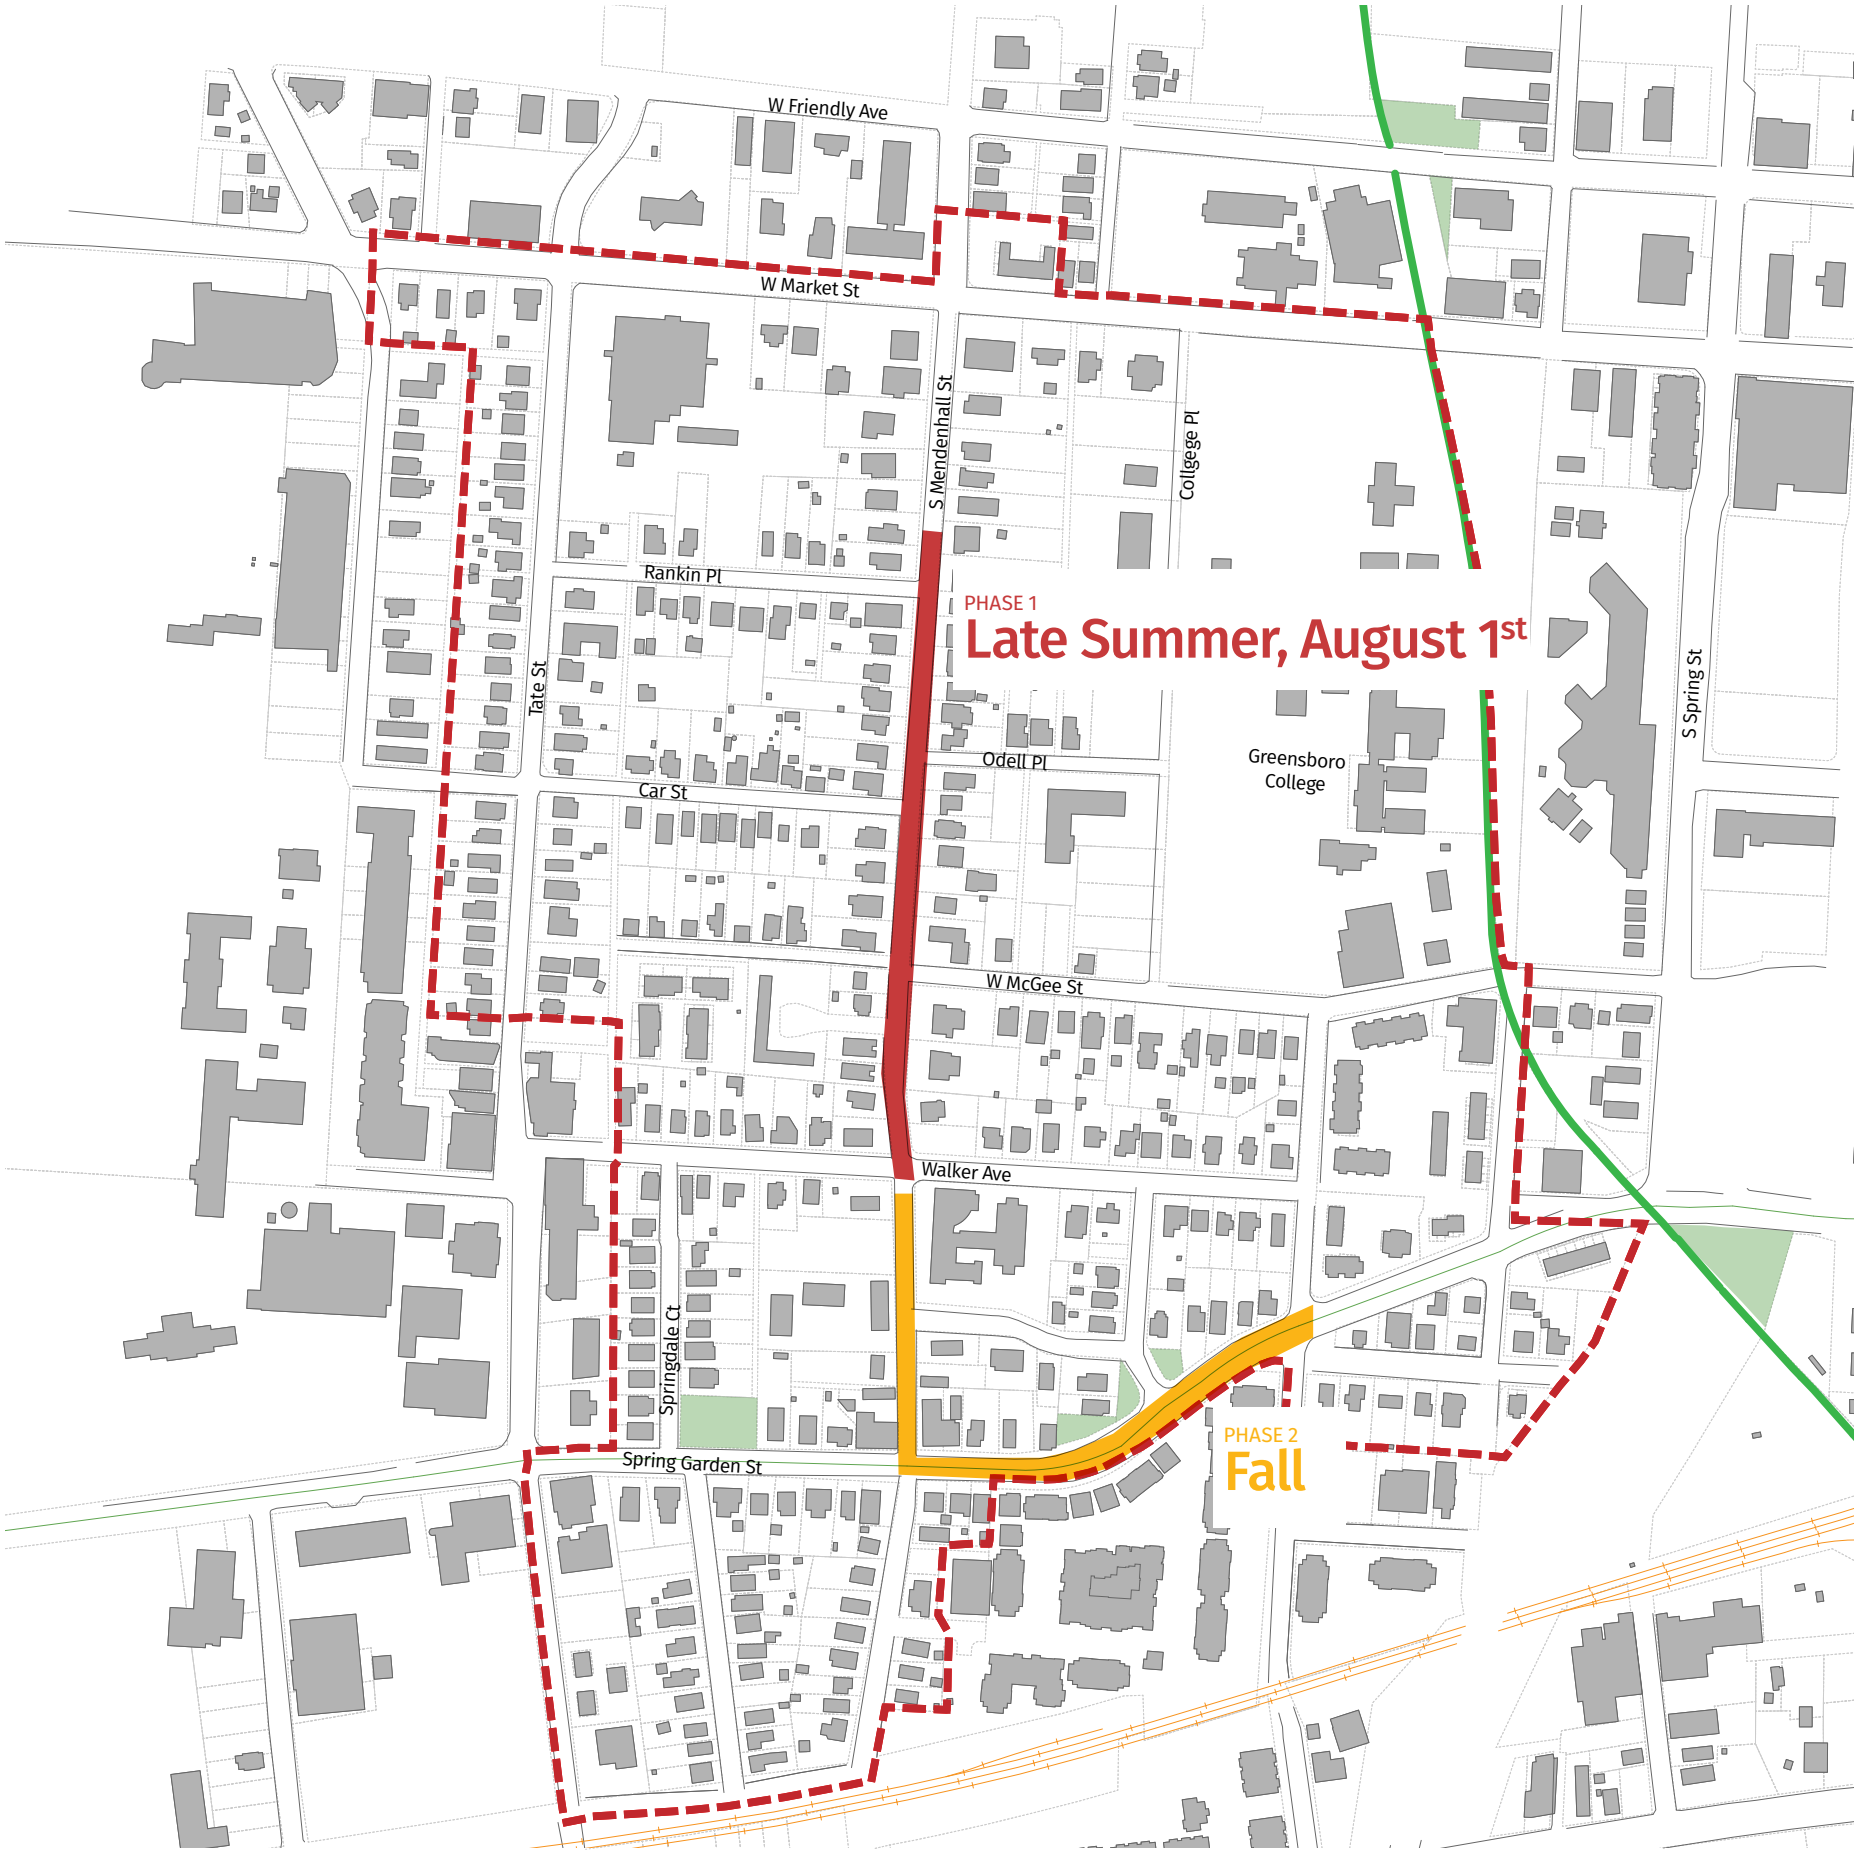 W Friendly Ave
W Market St
S Mendenhall St
Collgege Pl
Rankin Pl
PHASE 1
Late Summer, August 1st
Tate St
S Spring St
Odell Pl
Greensboro
College
Car St
W McGee St
Walker Ave
Springdale Ct
Spring Garden St
PHASE 2
Fall